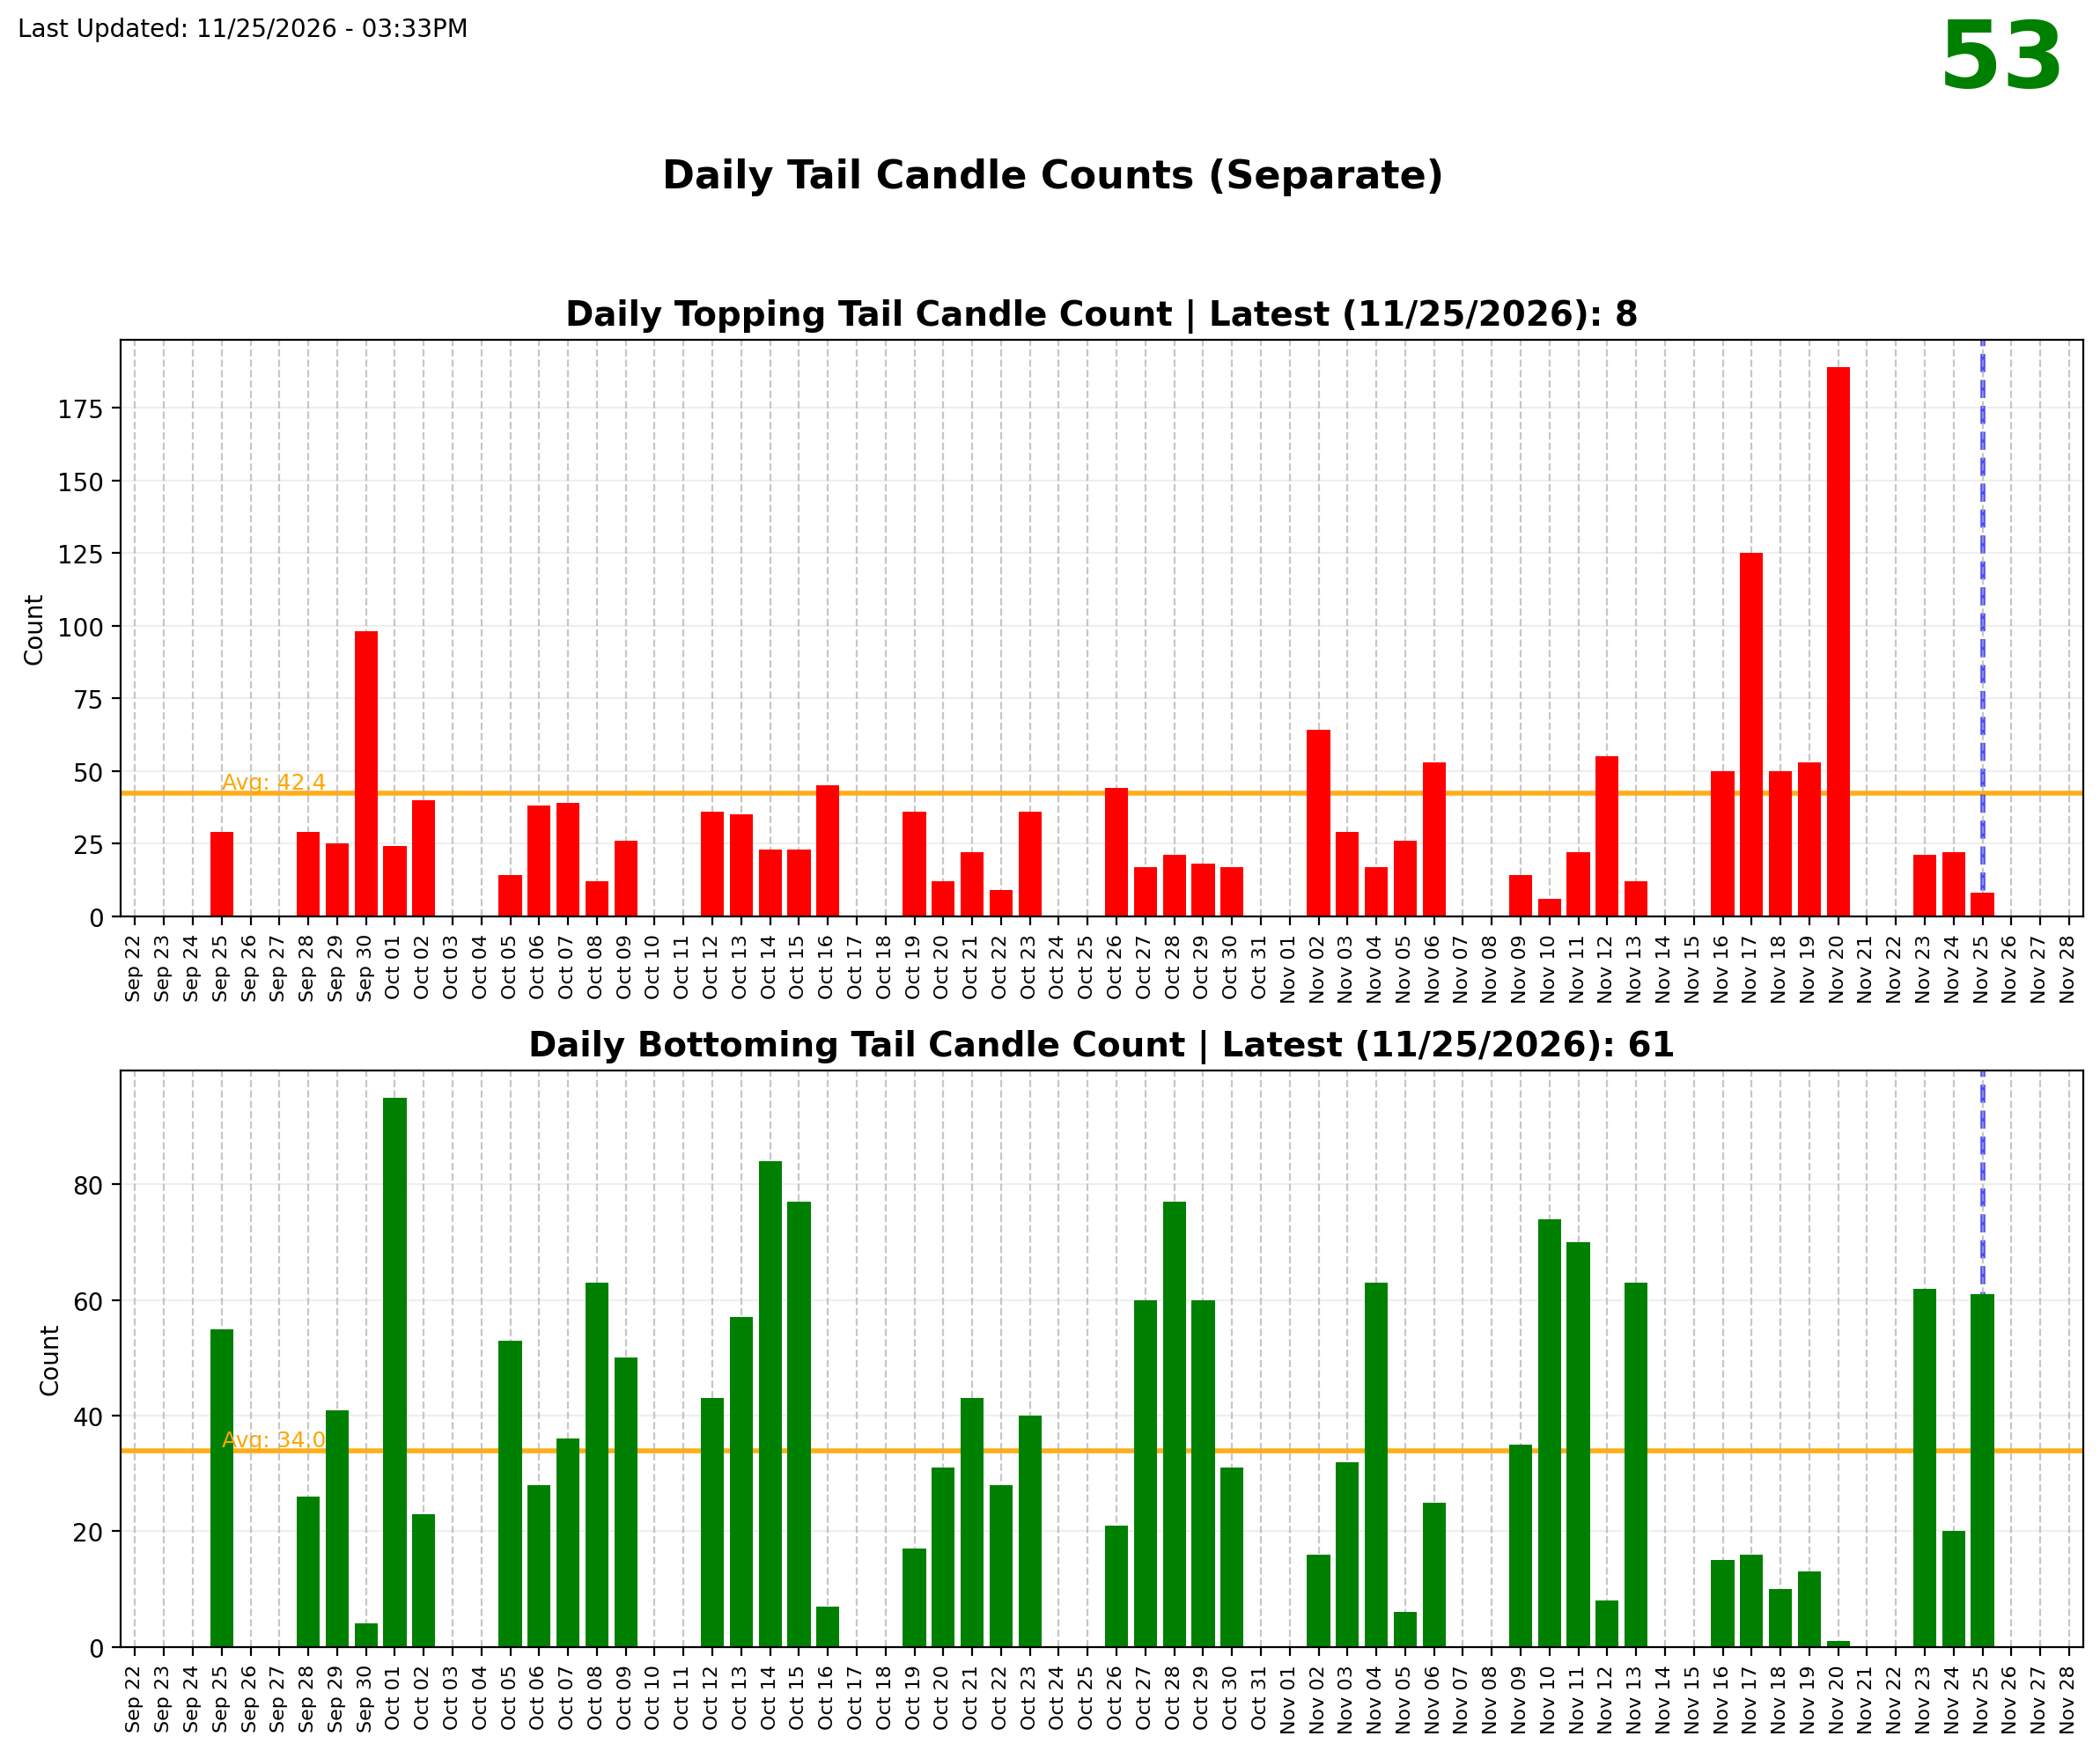 Last Updated: 11/25/2026 - 03:33PM
53
Daily Tail Candle Counts (Separate)
Daily Topping Tail Candle Count | Latest (11/25/2026): 8
Count
175
150
125
100
75
50
25
0
Avg: 42.4
Sep 22
Sep 23
Sep 24
Sep 25
Sep 26
Sep 27
Sep 28
Sep 29
Sep 30
Oct 01
Oct 02
Oct 03
Oct 04
Oct 05
Oct 06
Oct 07
Oct 08
Oct 09
Oct 10
Oct 11
Oct 12
Oct 13
Oct 14
Oct 15
Oct 16
Oct 17
Oct 18
Oct 19
Oct 20
Oct 21
Oct 22
Oct 23
Oct 24
Oct 25
Oct 26
Oct 27
Oct 28
Oct 29
Oct 30
Oct 31
Nov 01
Nov 02
Nov 03
Nov 04
Nov 05
Nov 06
Nov 07
Nov 08
Nov 09
Nov 10
Nov 11
Nov 12
Nov 13
Nov 14
Nov 15
Nov 16
Nov 17
Nov 18
Nov 19
Nov 20
Nov 21
Nov 22
Nov 23
Nov 24
Nov 25
Nov 26
Nov 27
Nov 28
Daily Bottoming Tail Candle Count | Latest (11/25/2026): 61
Count
80
60
40
20
0
Avg: 34.0
Sep 22
Sep 23
Sep 24
Sep 25
Sep 26
Sep 27
Sep 28
Sep 29
Sep 30
Oct 01
Oct 02
Oct 03
Oct 04
Oct 05
Oct 06
Oct 07
Oct 08
Oct 09
Oct 10
Oct 11
Oct 12
Oct 13
Oct 14
Oct 15
Oct 16
Oct 17
Oct 18
Oct 19
Oct 20
Oct 21
Oct 22
Oct 23
Oct 24
Oct 25
Oct 26
Oct 27
Oct 28
Oct 29
Oct 30
Oct 31
Nov 01
Nov 02
Nov 03
Nov 04
Nov 05
Nov 06
Nov 07
Nov 08
Nov 09
Nov 10
Nov 11
Nov 12
Nov 13
Nov 14
Nov 15
Nov 16
Nov 17
Nov 18
Nov 19
Nov 20
Nov 21
Nov 22
Nov 23
Nov 24
Nov 25
Nov 26
Nov 27
Nov 28